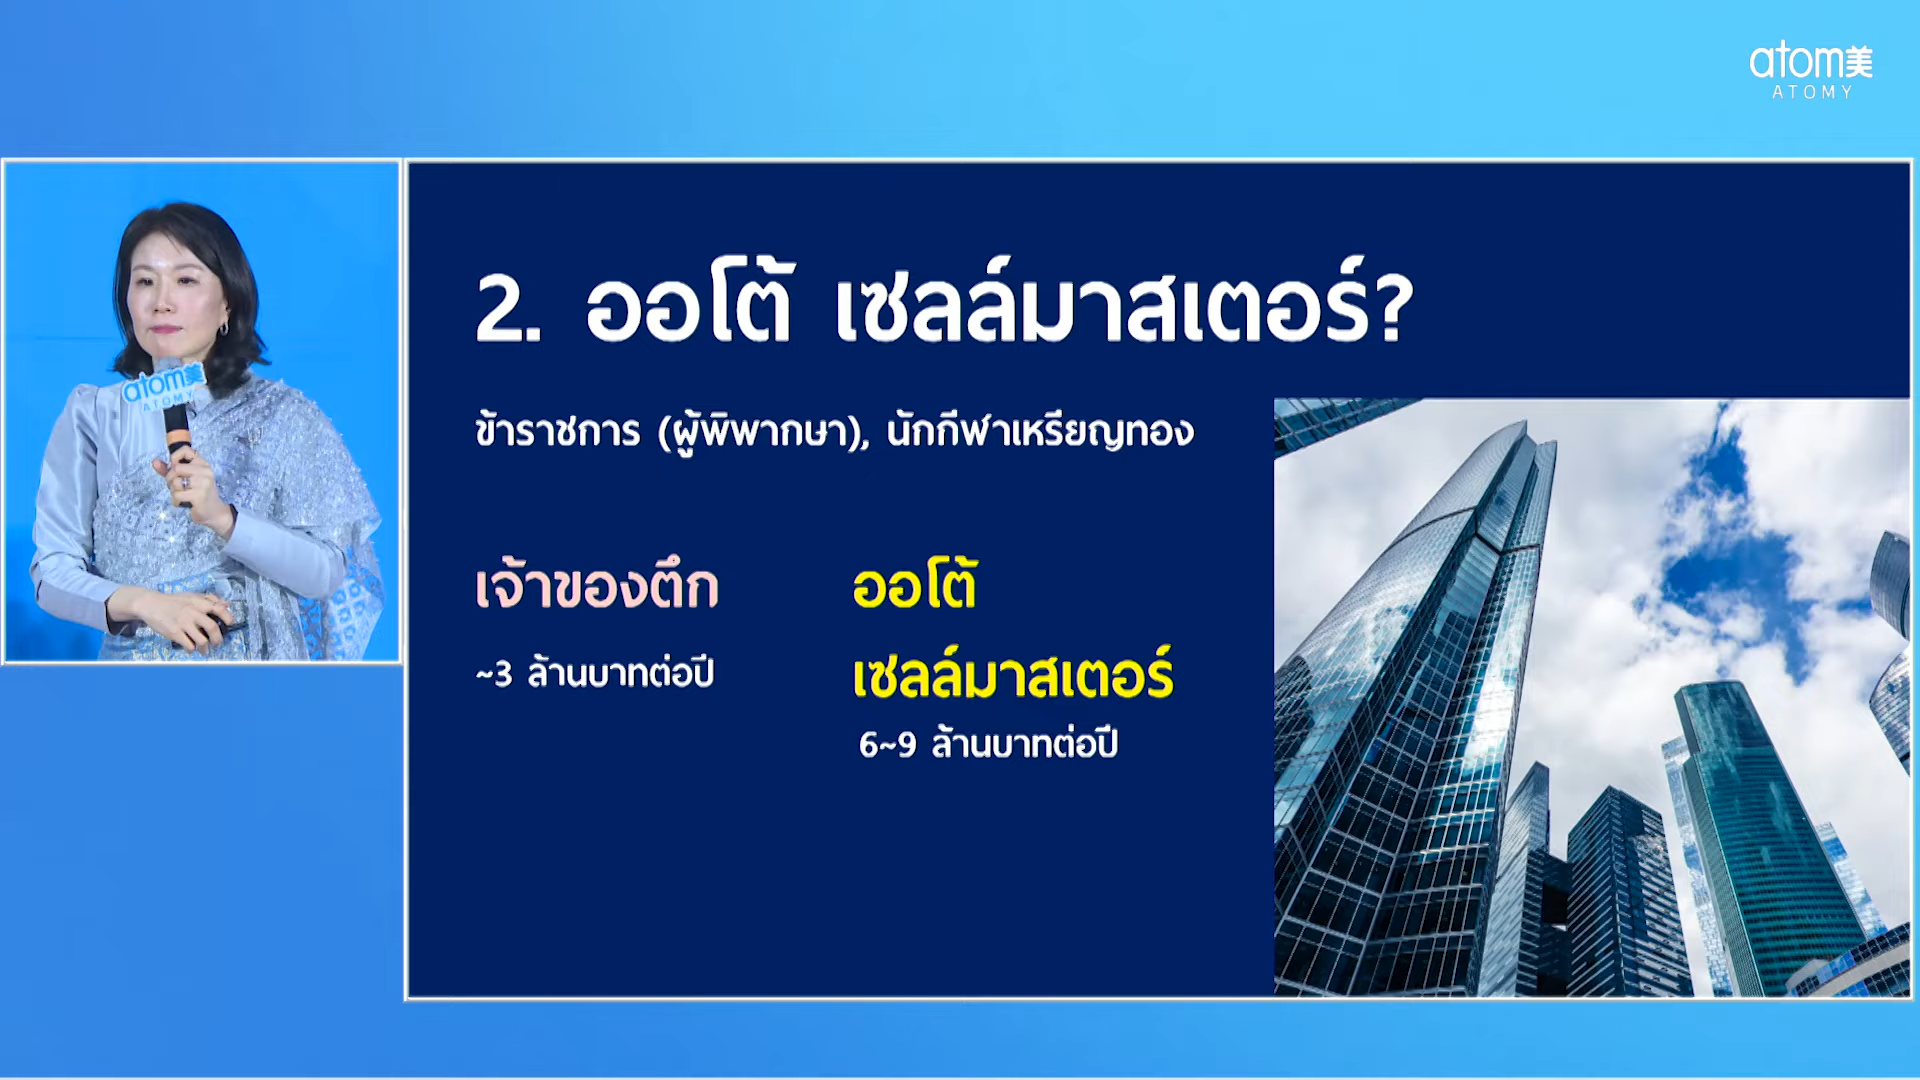 atom美
ATOMY
atom美
ATOMY
2. ออโต้ เซลล์มาสเตอร์?
ข้าราชการ (ผู้พิพากษา), นักกีฬาเหรียญทอง
เจ้าของตึก
~3 ล้านบาทต่อปี
ออโต้
เซลล์มาสเตอร์
6~9 ล้านบาทต่อปี